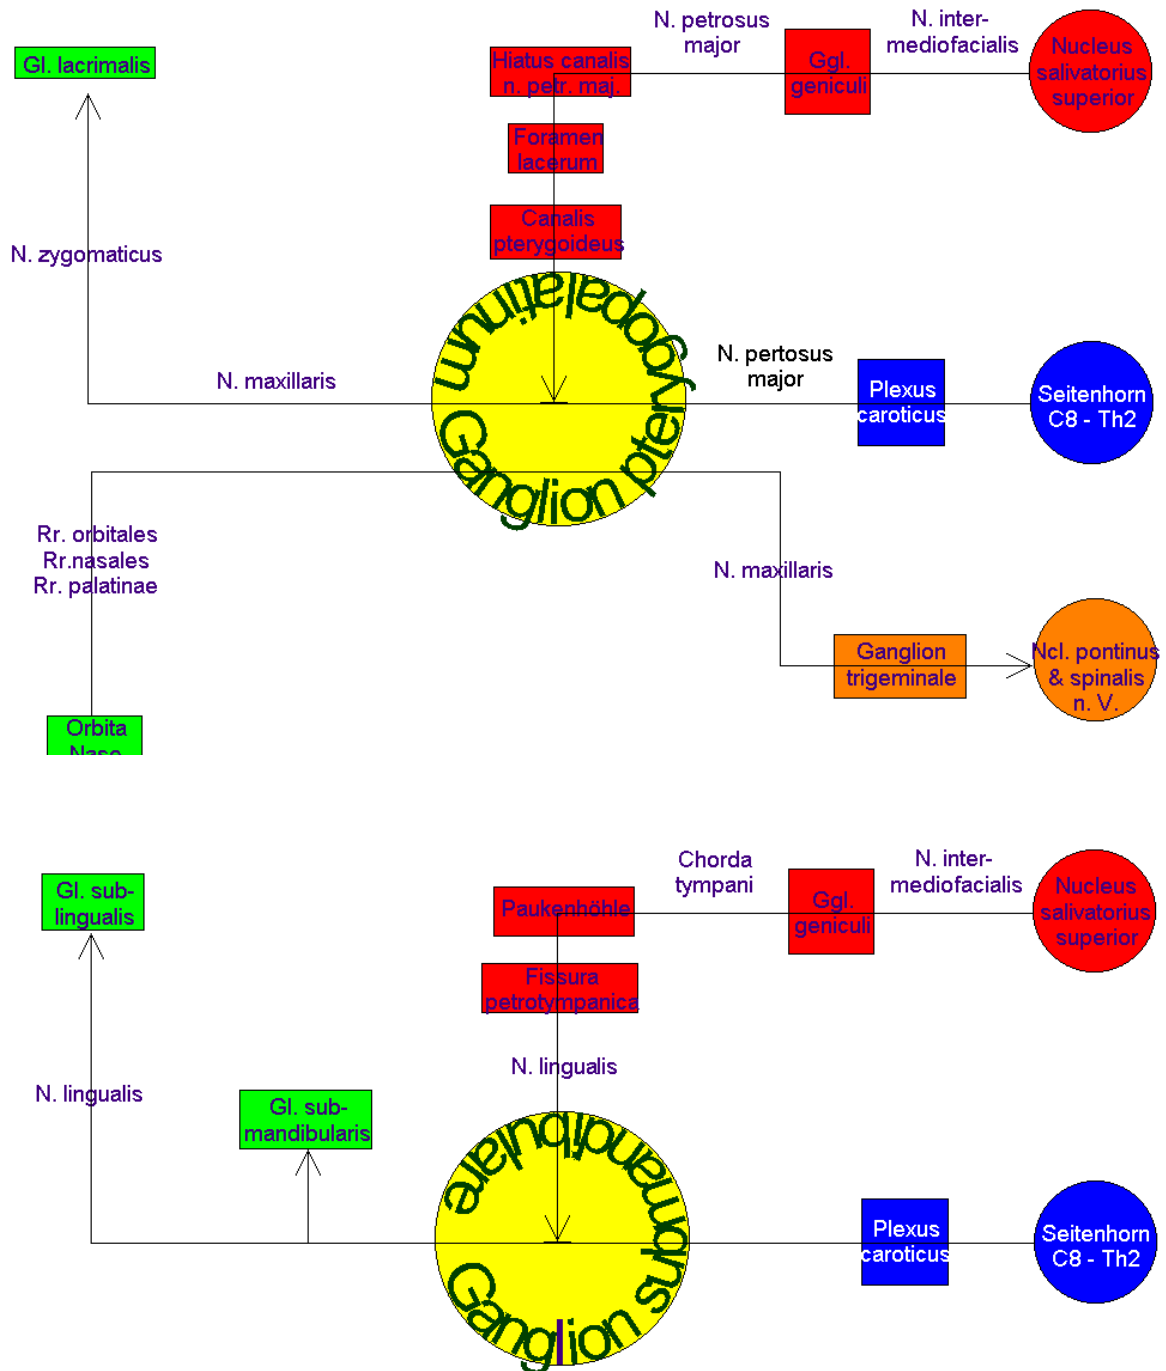 N. petrosus
major
N. inter-
mediofacialis
Gl. lacrimalis
Hiatus canalis
n. petr. maj.
Ggl.
geniculi
Nucleus
salivatorius
superior
Foramen
lacerum
Canalis
pterygoideus
N. zygomaticus
Ganglion pterygopalatinum
N. maxillaris
N. pertosus
major
Plexus
caroticus
Seitenhorn
C8 - Th2
Rr. orbitales
Rr.nasales
Rr. palatinae
N. maxillaris
Ganglion
trigeminale
Ncl. pontinus
& spinalis
n. V.
Orbita
Nase
Chorda
tympani
N. inter-
mediofacialis
Gl. sub-
lingualis
Paukenhöhle
Ggl.
geniculi
Nucleus
salivatorius
superior
Fissura
petrotympanica
N. lingualis
N. lingualis
Gl. sub-
mandibularis
Ganglion submandibulare
Plexus
caroticus
Seitenhorn
C8 - Th2